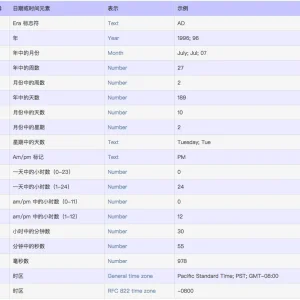 日期或时间元素 表示 示例
Era 标志符 Text AD
年 Year 1996; 96
年中的月份 Month July; Jul; 07
年中的周数 Number 27
月份中的周数 Number 2
年中的天数 Number 189
月份中的天数 Number 10
月份中的星期 Number 2
星期中的天数 Text Tuesday; Tue
Am/pm 标记 Text PM
一天中的小时数（0-23） Number 0
一天中的小时数（1-24） Number 24
am/pm 中的小时数（0-11） Number 0
am/pm 中的小时数（1-12） Number 12
小时中的分钟数 Number 30
分钟中的秒数 Number 55
毫秒数 Number 978
时区 General time zone Pacific Standard Time; PST; GMT-08:00
时区 RFC 822 time zone -0800